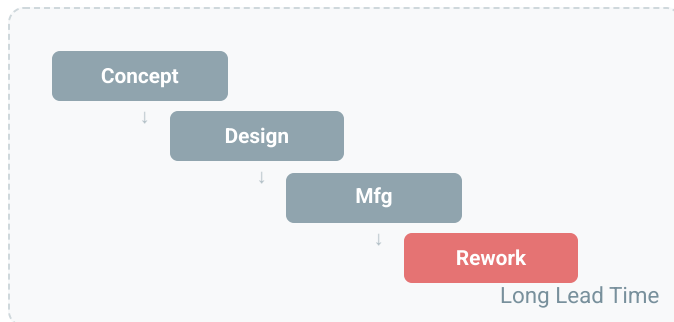 Concept
↓
Design
↓
Mfg
↓
Rework
Long Lead Time